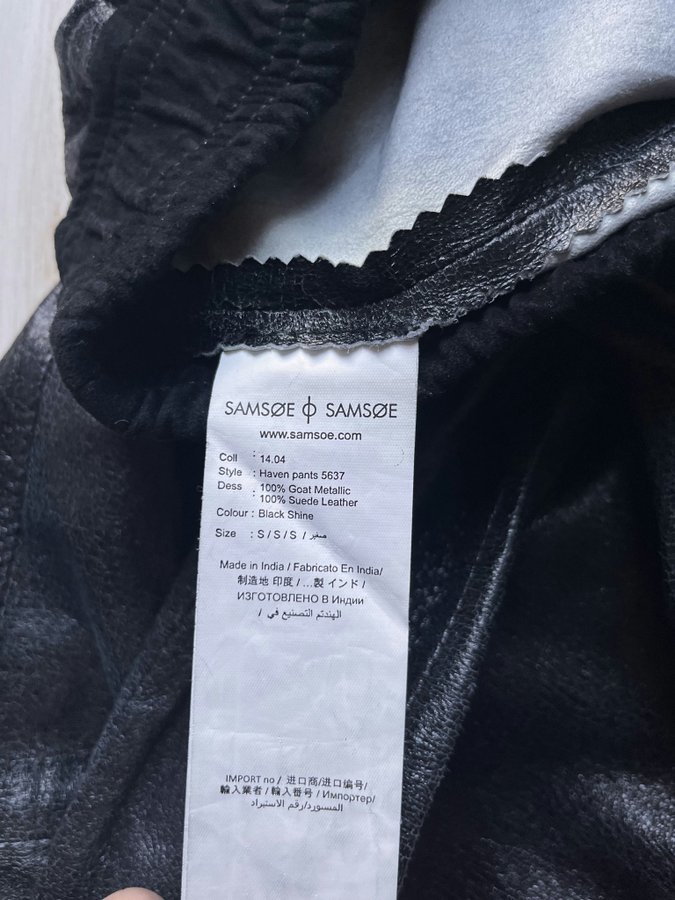 SAMSØE ф SAMSØE
www.samsoe.com
Coll : 14.04
Style : Haven pants 5637
Dess : 100% Goat Metallic
100% Suede Leather
Colour : Black Shine
Size : S / S / S / صغير
Made in India / Fabricato En India/
制造地 印度 / ...製 インド /
ИЗГОТОВЛЕНО В Индии
الهندتم التصنيع في /
IMPORT no / 进口商/进口编号/
輸入業者 / 輸入番号 / Импортер/
المستورد/رقم الاستيراد